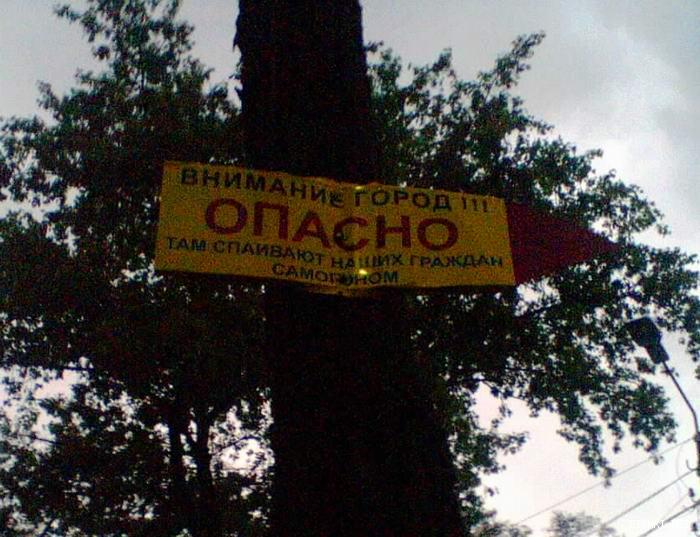 ВНИМАНИЕ ГОРОД !!!
ОПАСНО
ТАМ СПАИВАЮТ НАШИХ ГРАЖДАН
САМОГОНОМ